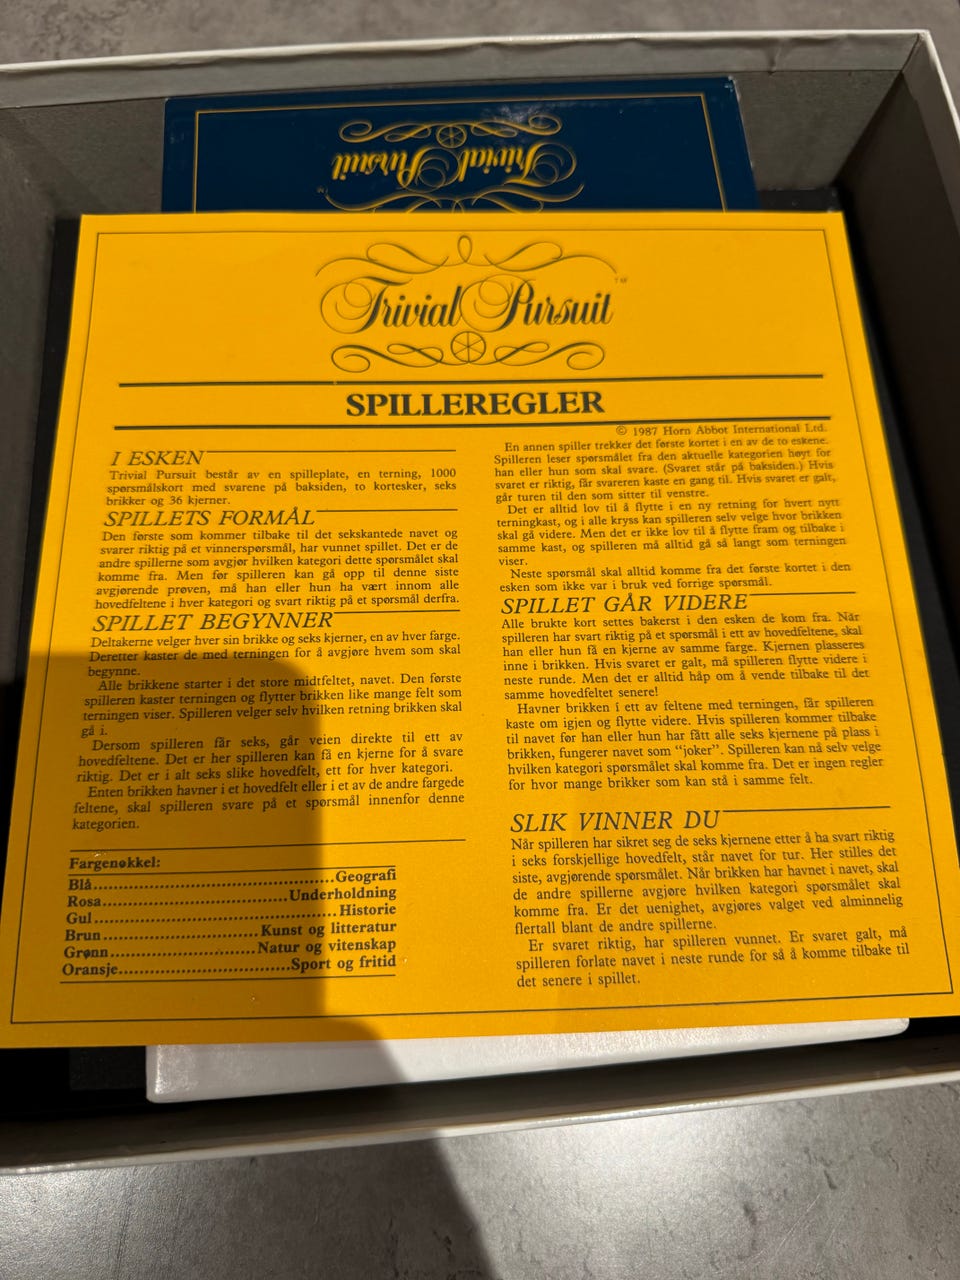 Trivial Pursuit
™
Trivial Pursuit
™
SPILLEREGLER
I ESKEN
Trivial Pursuit består av en spilleplate, en terning, 1000
spørsmålskort med svarene på baksiden, to kortesker, seks
brikker og 36 kjerner.
SPILLETS FORMÅL
Den første som kommer tilbake til det sekskantede navet og
svarer riktig på et vinnerspørsmål, har vunnet spillet. Det er de
andre spillerne som avgjør hvilken kategori dette spørsmålet skal
komme fra. Men før spilleren kan gå opp til denne siste
avgjørende prøven, må han eller hun ha vært innom alle
hovedfeltene i hver kategori og svart riktig på et spørsmål derfra.
SPILLET BEGYNNER
Deltakerne velger hver sin brikke og seks kjerner, en av hver farge.
Deretter kaster de med terningen for å avgjøre hvem som skal
begynne.
Alle brikkene starter i det store midtfeltet, navet. Den første
spilleren kaster terningen og flytter brikken like mange felt som
terningen viser. Spilleren velger selv hvilken retning brikken skal
gå i.
Dersom spilleren får seks, går veien direkte til ett av
hovedfeltene. Det er her spilleren kan få en kjerne for å svare
riktig. Det er i alt seks slike hovedfelt, ett for hver kategori.
Enten brikken havner i et hovedfelt eller i et av de andre fargede
feltene, skal spilleren svare på et spørsmål innenfor denne
kategorien.
Fargenøkkel:
Blå..............................................Geografi
Rosa.....................................Underholdning
Gul................................................Historie
Brun.........................Kunst og litteratur
Grønn.........................Natur og vitenskap
Oransje................................Sport og fritid
© 1987 Horn Abbot International Ltd.
En annen spiller trekker det første kortet i en av de to eskene.
Spilleren leser spørsmålet fra den aktuelle kategorien høyt for
han eller hun som skal svare. (Svaret står på baksiden.) Hvis
svaret er riktig, får svareren kaste en gang til. Hvis svaret er galt,
går turen til den som sitter til venstre.
Det er alltid lov til å flytte i en ny retning for hvert nytt
terningkast, og i alle kryss kan spilleren selv velge hvor brikken
skal gå videre. Men det er ikke lov til å flytte fram og tilbake i
samme kast, og spilleren må alltid gå så langt som terningen
viser.
Neste spørsmål skal alltid komme fra det første kortet i den
esken som ikke var i bruk ved forrige spørsmål.
SPILLET GÅR VIDERE
Alle brukte kort settes bakerst i den esken de kom fra. Når
spilleren har svart riktig på et spørsmål i ett av hovedfeltene, skal
han eller hun få en kjerne av samme farge. Kjernen plasseres
inne i brikken. Hvis svaret er galt, må spilleren flytte videre i
neste runde. Men det er alltid håp om å vende tilbake til det
samme hovedfeltet senere!
Havner brikken i ett av feltene med terningen, får spilleren
kaste om igjen og flytte videre. Hvis spilleren kommer tilbake
til navet før han eller hun har fått alle seks kjernene på plass i
brikken, fungerer navet som “joker”. Spilleren kan nå selv velge
hvilken kategori spørsmålet skal komme fra. Det er ingen regler
for hvor mange brikker som kan stå i samme felt.
SLIK VINNER DU
Når spilleren har sikret seg de seks kjernene etter å ha svart riktig
i seks forskjellige hovedfelt, står navet for tur. Her stilles det
siste, avgjørende spørsmålet. Når brikken har havnet i navet, skal
de andre spillerne avgjøre hvilken kategori spørsmålet skal
komme fra. Er det uenighet, avgjøres valget ved alminnelig
flertall blant de andre spillerne.
Er svaret riktig, har spilleren vunnet. Er svaret galt, må
spilleren forlate navet i neste runde for så å komme tilbake til
det senere i spillet.